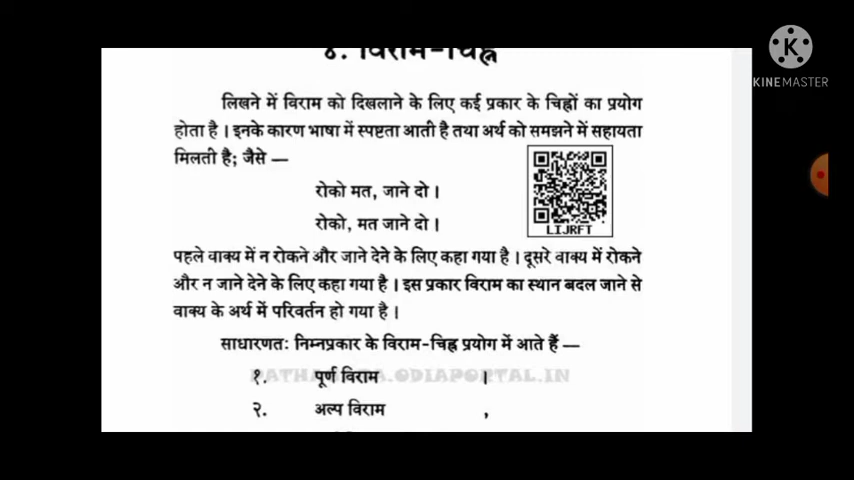 ४. विराम-चिह्न
K
KINEMASTER
लिखने में विराम को दिखलाने के लिए कई प्रकार के चिह्नों का प्रयोग
होता है । इनके कारण भाषा में स्पष्टता आती है तथा अर्थ को समझने में सहायता
मिलती है; जैसे —
रोको मत, जाने दो ।
रोको, मत जाने दो ।
LIJRFT
पहले वाक्य में न रोकने और जाने देने के लिए कहा गया है । दूसरे वाक्य में रोकने
और न जाने देने के लिए कहा गया है । इस प्रकार विराम का स्थान बदल जाने से
वाक्य के अर्थ में परिवर्तन हो गया है ।
साधारणतः निम्नप्रकार के विराम-चिह्न प्रयोग में आते हैं —
१. पूर्ण विराम ।
२. अल्प विराम ,